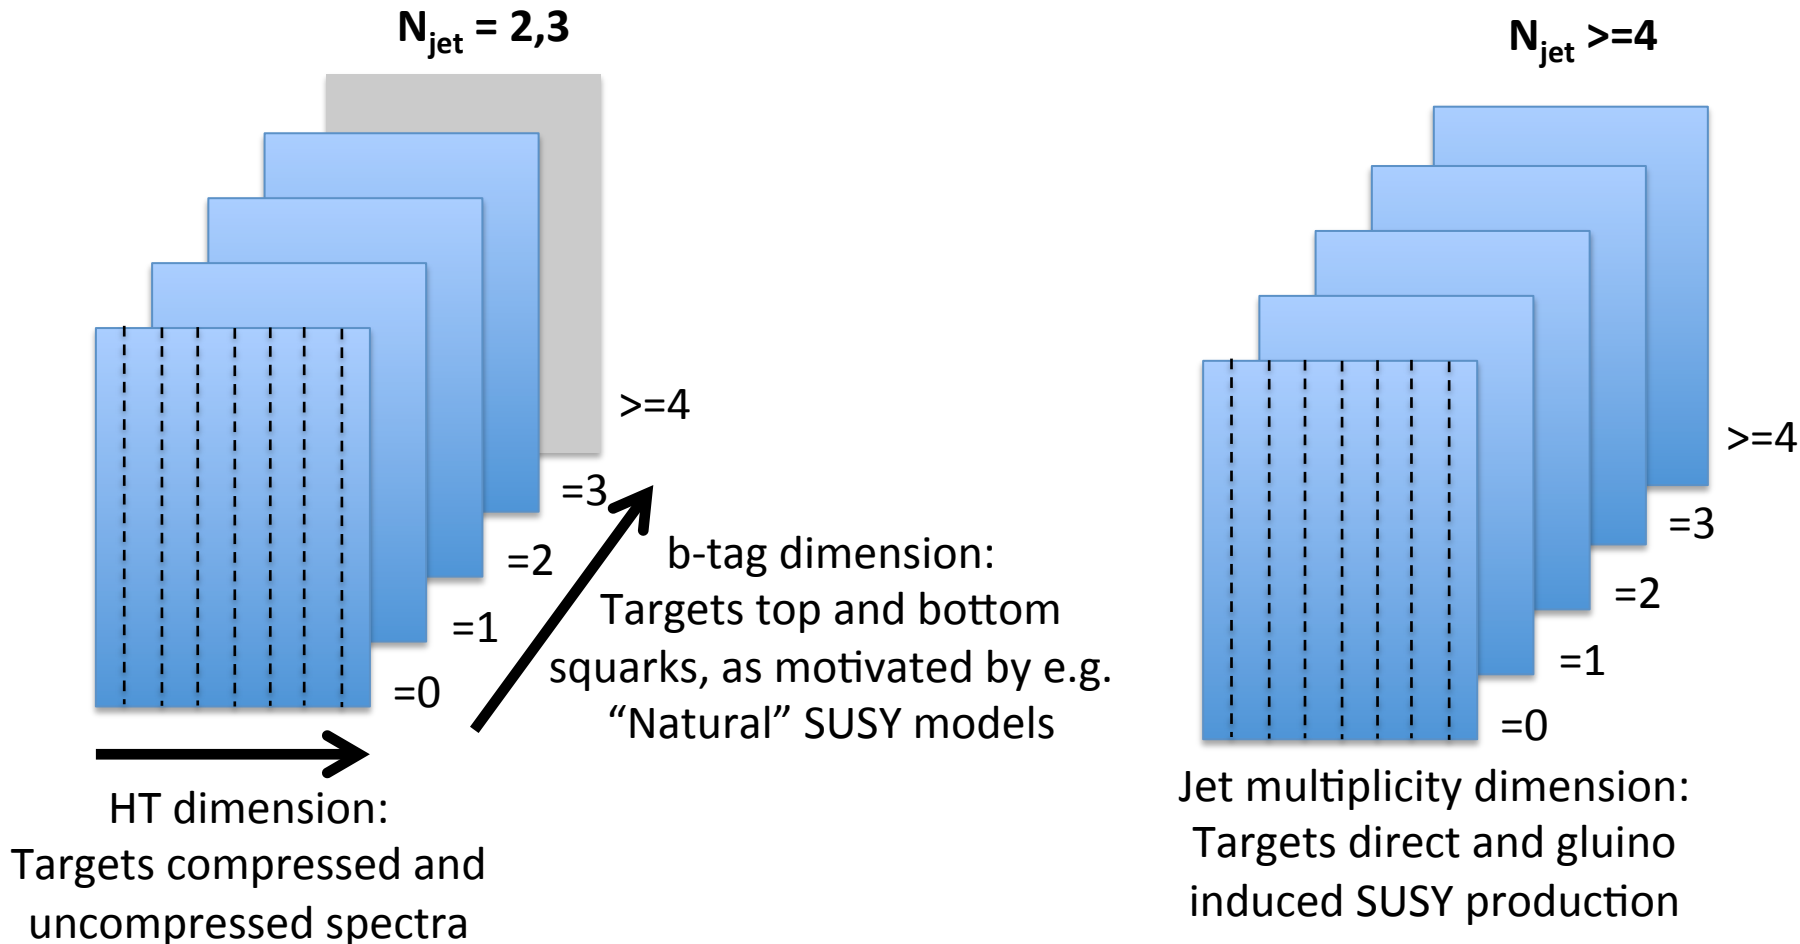 N_jet = 2,3
>=4
=3
=2
=1
=0
b-tag dimension:
Targets top and bottom
squarks, as motivated by e.g.
“Natural” SUSY models
HT dimension:
Targets compressed and
uncompressed spectra
N_jet >=4
>=4
=3
=2
=1
=0
Jet multiplicity dimension:
Targets direct and gluino
induced SUSY production